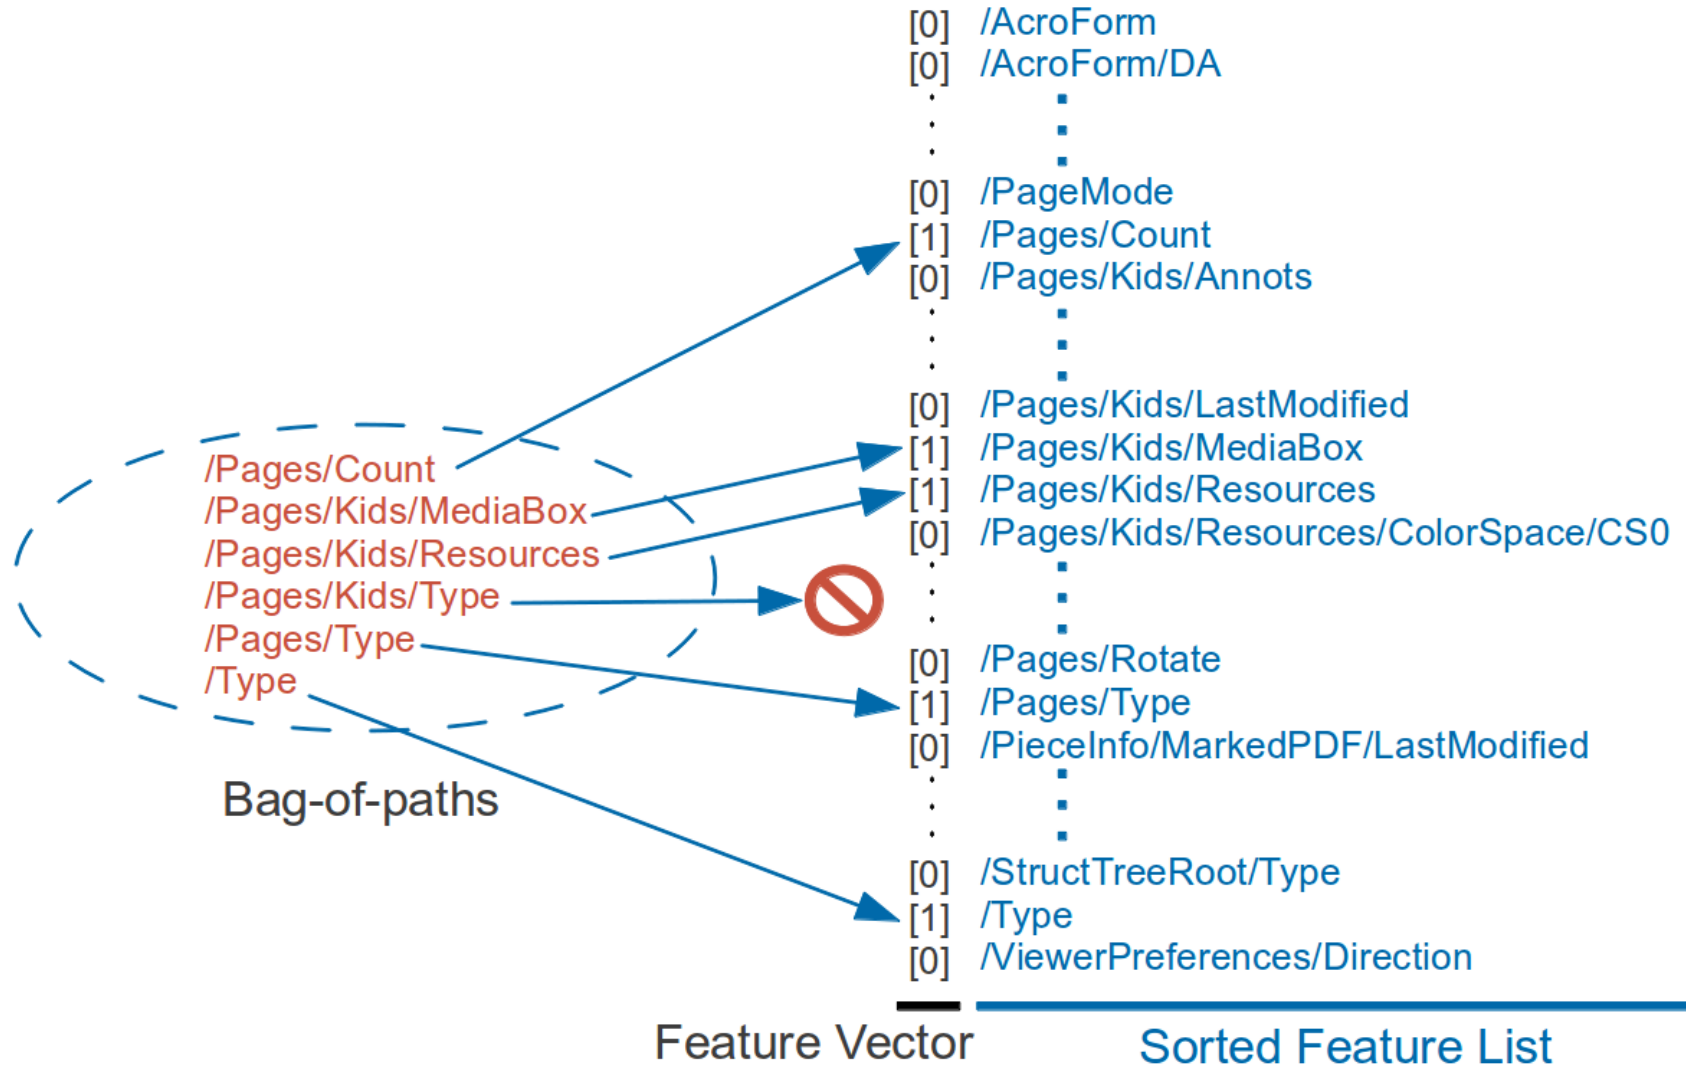 [0] /AcroForm
[0] /AcroForm/DA
[0] /PageMode
[1] /Pages/Count
[0] /Pages/Kids/Annots
[0] /Pages/Kids/LastModified
[1] /Pages/Kids/MediaBox
[1] /Pages/Kids/Resources
[0] /Pages/Kids/Resources/ColorSpace/CS0
[0] /Pages/Rotate
[1] /Pages/Type
[0] /PieceInfo/MarkedPDF/LastModified
[0] /StructTreeRoot/Type
[1] /Type
[0] /ViewerPreferences/Direction
/Pages/Count
/Pages/Kids/MediaBox
/Pages/Kids/Resources
/Pages/Kids/Type
/Pages/Type
/Type
Bag-of-paths
Feature Vector
Sorted Feature List